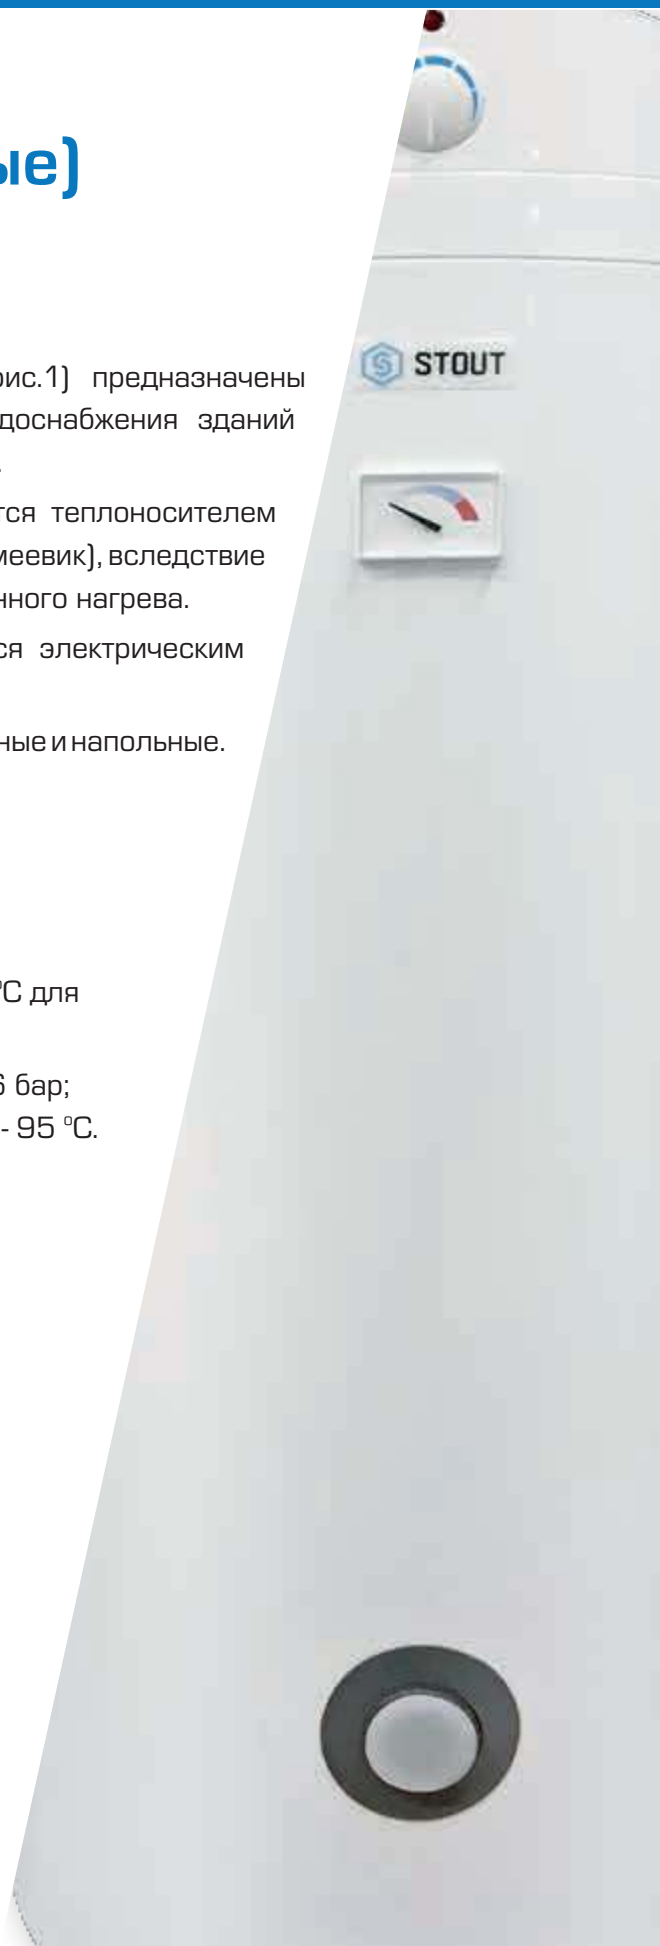 ые)
рис.1) предназначены
доснабжения зданий
.
тся теплоносителем
меевик), вследствие
нного нагрева.
ся электрическим
ные и напольные.
°С для
6 бар;
- 95 °С.
STOUT